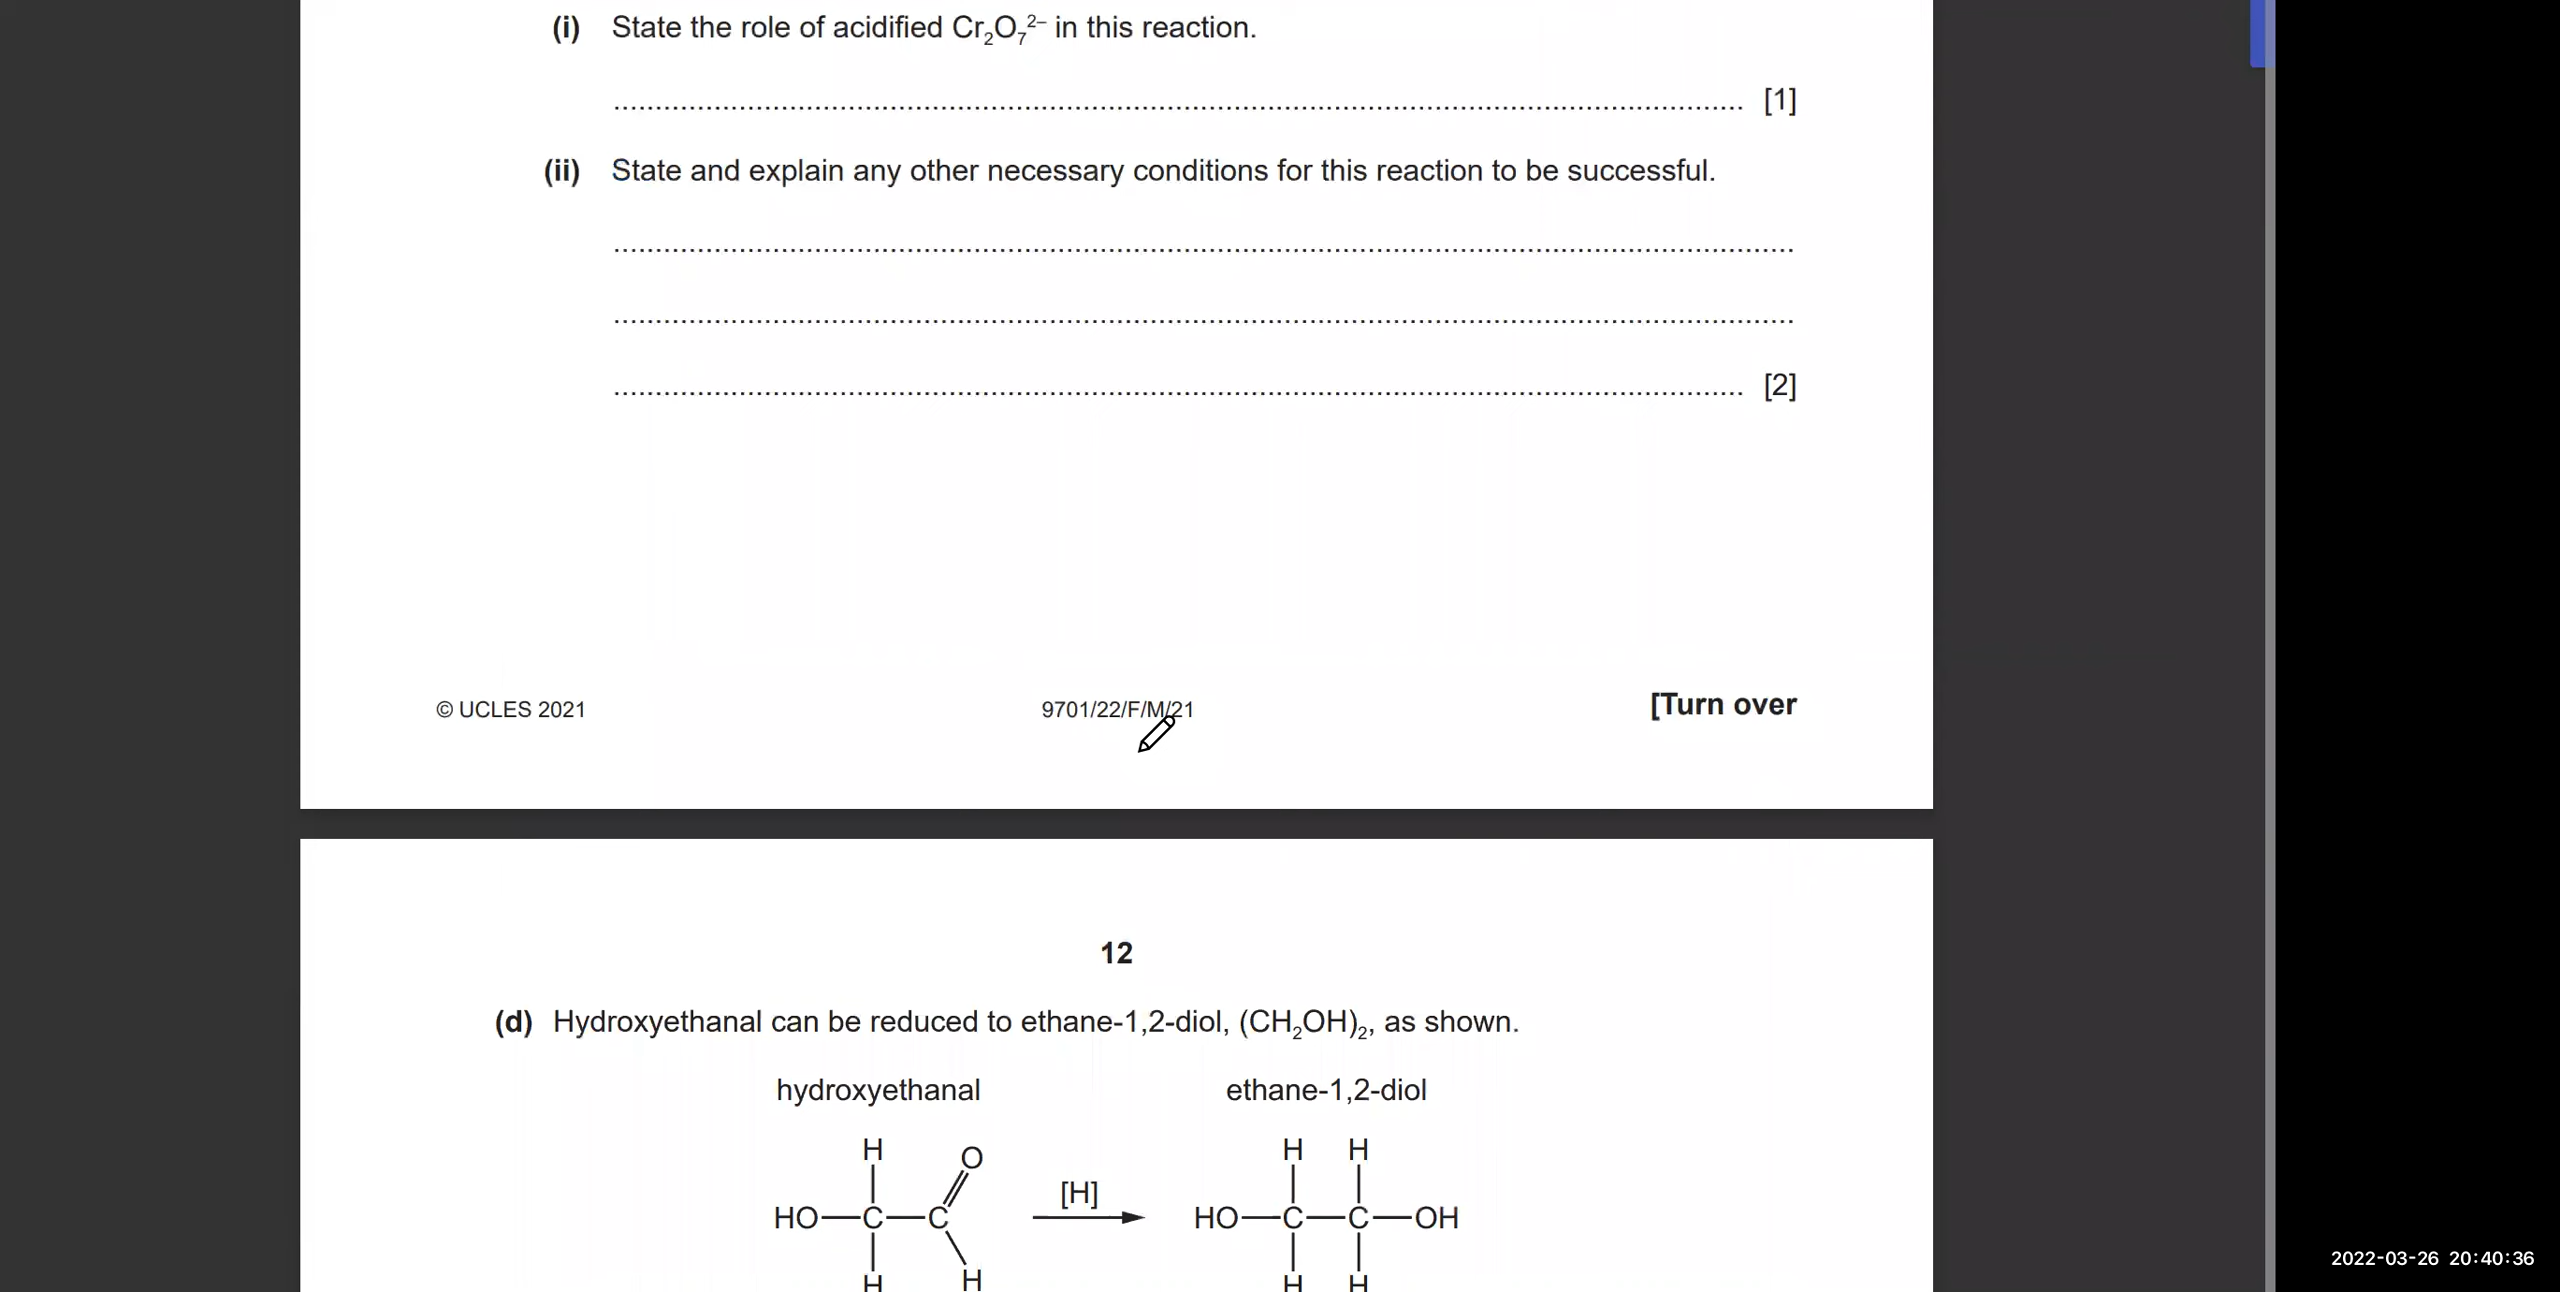 (i) State the role of acidified Cr₂O₇²⁻ in this reaction.
.................................................................................................................................. [1]
(ii) State and explain any other necessary conditions for this reaction to be successful.
..........................................................................................................................................
..........................................................................................................................................
.................................................................................................................................. [2]
© UCLES 2021 9701/22/F/M/21 [Turn over
12
(d) Hydroxyethanal can be reduced to ethane-1,2-diol, (CH₂OH)₂, as shown.
hydroxyethanal ethane-1,2-diol
H O H H
[H]
HO C C HO C C OH
H H H H
2022-03-26 20:40:36